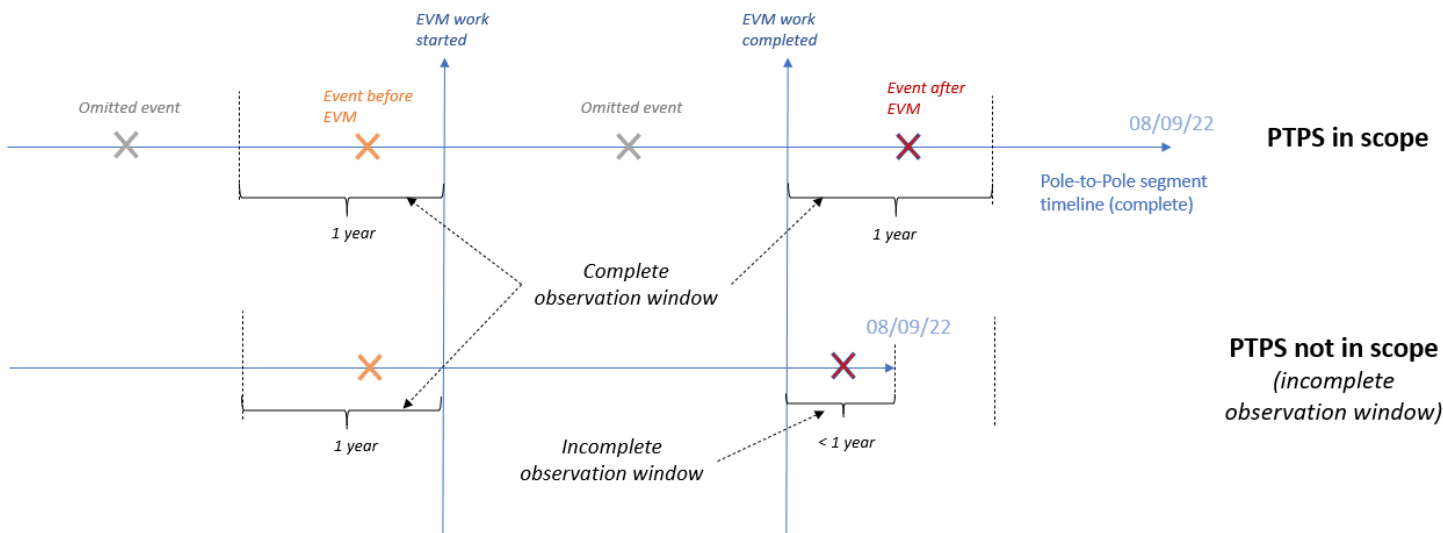 EVM work
started
EVM work
completed
Omitted event
Event before
EVM
Omitted event
Event after
EVM
08/09/22
PTPS in scope
Pole-to-Pole segment
timeline (complete)
1 year
1 year
Complete
observation window
08/09/22
PTPS not in scope
(incomplete
observation window)
1 year
Incomplete
observation window
< 1 year